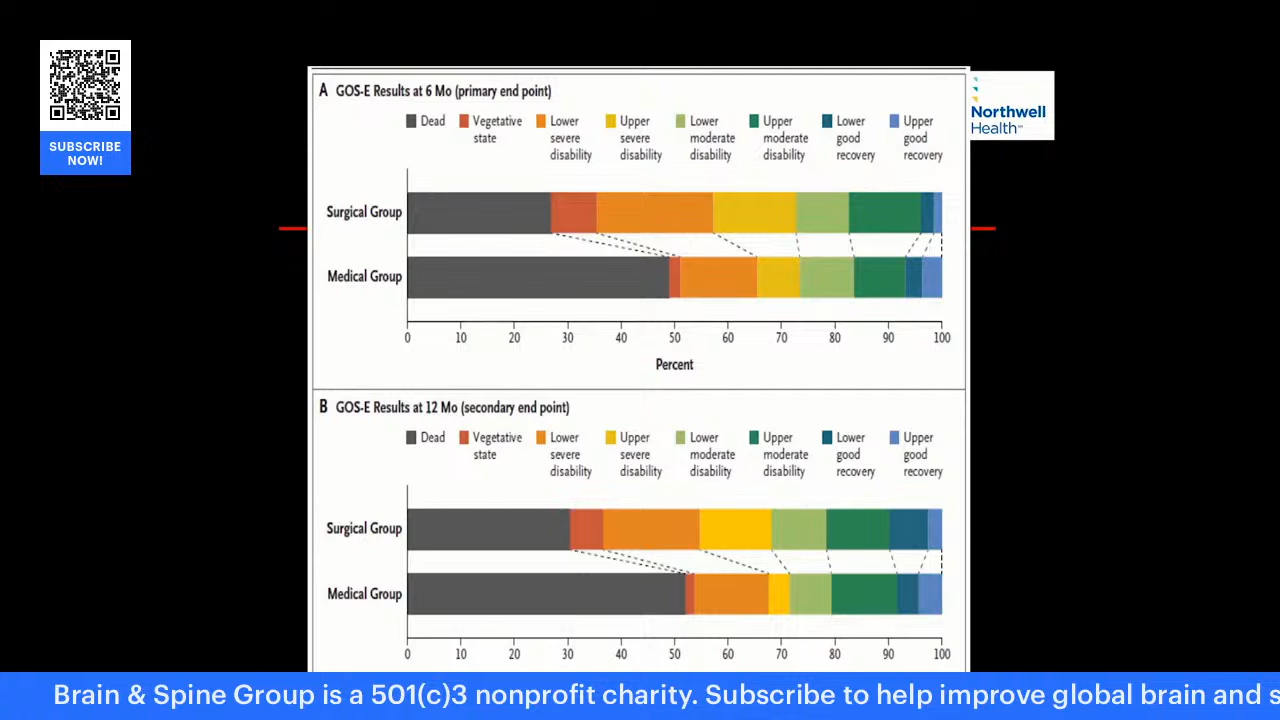 SUBSCRIBE
NOW!
Northwell
Health℠
A GOS-E Results at 6 Mo (primary end point)
Dead
Vegetative
state
Lower
severe
disability
Upper
severe
disability
Lower
moderate
disability
Upper
moderate
disability
Lower
good
recovery
Upper
good
recovery
Surgical Group
Medical Group
0 10 20 30 40 50 60 70 80 90 100
Percent
B GOS-E Results at 12 Mo (secondary end point)
Dead
Vegetative
state
Lower
severe
disability
Upper
severe
disability
Lower
moderate
disability
Upper
moderate
disability
Lower
good
recovery
Upper
good
recovery
Surgical Group
Medical Group
0 10 20 30 40 50 60 70 80 90 100
Brain & Spine Group is a 501(c)3 nonprofit charity. Subscribe to help improve global brain and s